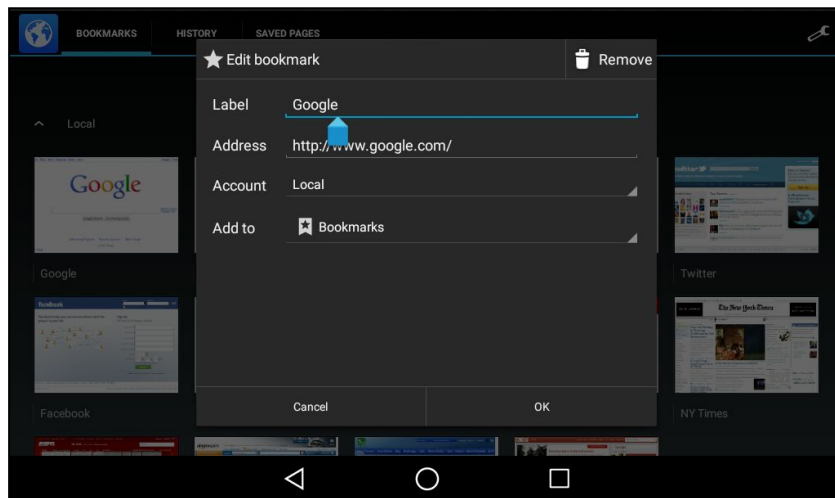 BOOKMARKS HISTORY SAVED PAGES
Edit bookmark Remove
Label Google
Address http://www.google.com/
Account Local
Add to Bookmarks
Cancel OK
Local
Google
Google Twitter
facebook The New York Times
Facebook NY Times